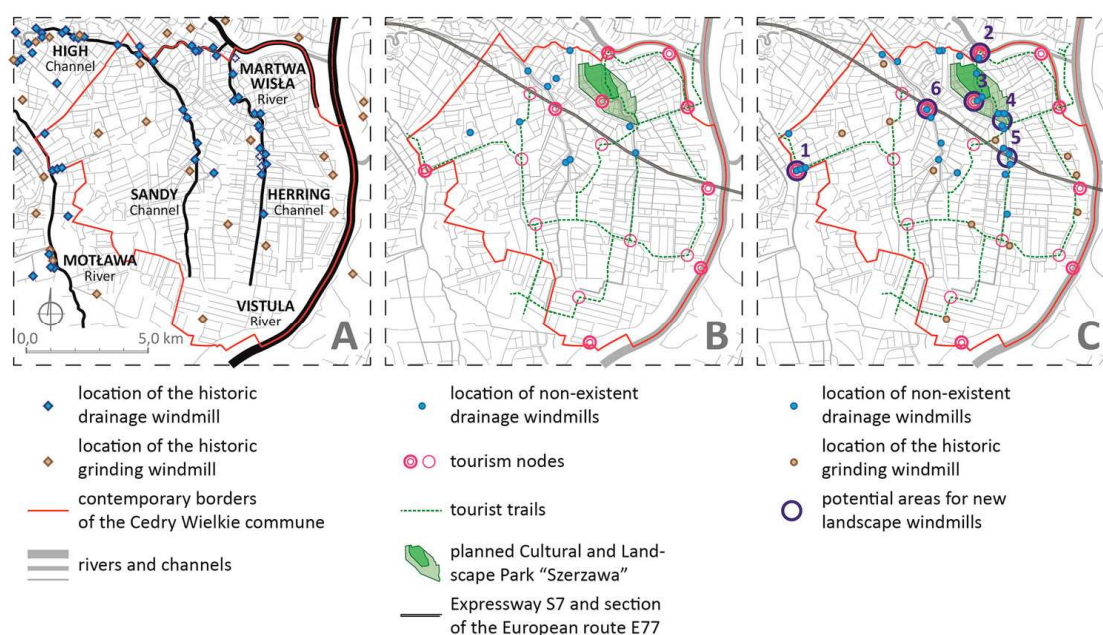 HIGH
Channel
MARTWA
WISŁA
River
SANDY
Channel
HERRING
Channel
MOTŁAWA
River
VISTULA
River
0,0
5,0 km
A
B
2
3
4
6
5
1
C
location of the historic
drainage windmill
location of the historic
grinding windmill
contemporary borders
of the Cedry Wielkie commune
rivers and channels
location of non-existent
drainage windmills
tourism nodes
tourist trails
planned Cultural and Land-
scape Park "Szerzawa"
Expressway S7 and section
of the European route E77
location of non-existent
drainage windmills
location of the historic
grinding windmill
potential areas for new
landscape windmills